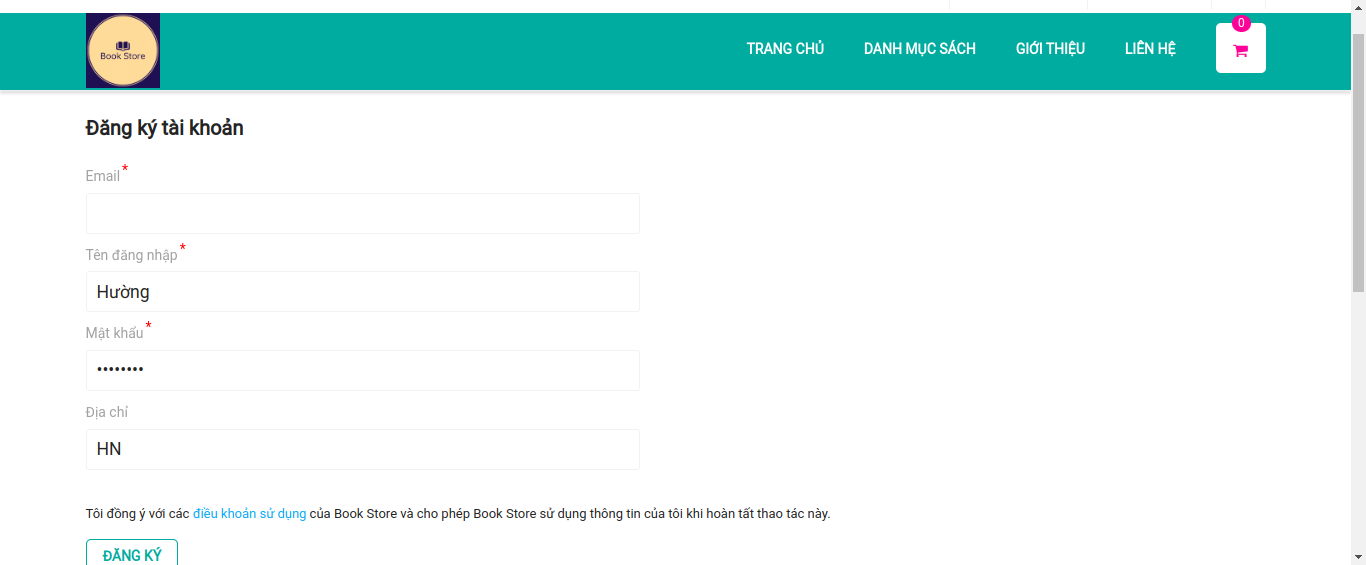 Book Store
TRANG CHỦ
DANH MỤC SÁCH
GIỚI THIỆU
LIÊN HỆ
0
Đăng ký tài khoản
Email *
Tên đăng nhập *
Hường
Mật khẩu *
••••••••
Địa chỉ
HN
Tôi đồng ý với các điều khoản sử dụng của Book Store và cho phép Book Store sử dụng thông tin của tôi khi hoàn tất thao tác này.
ĐĂNG KÝ